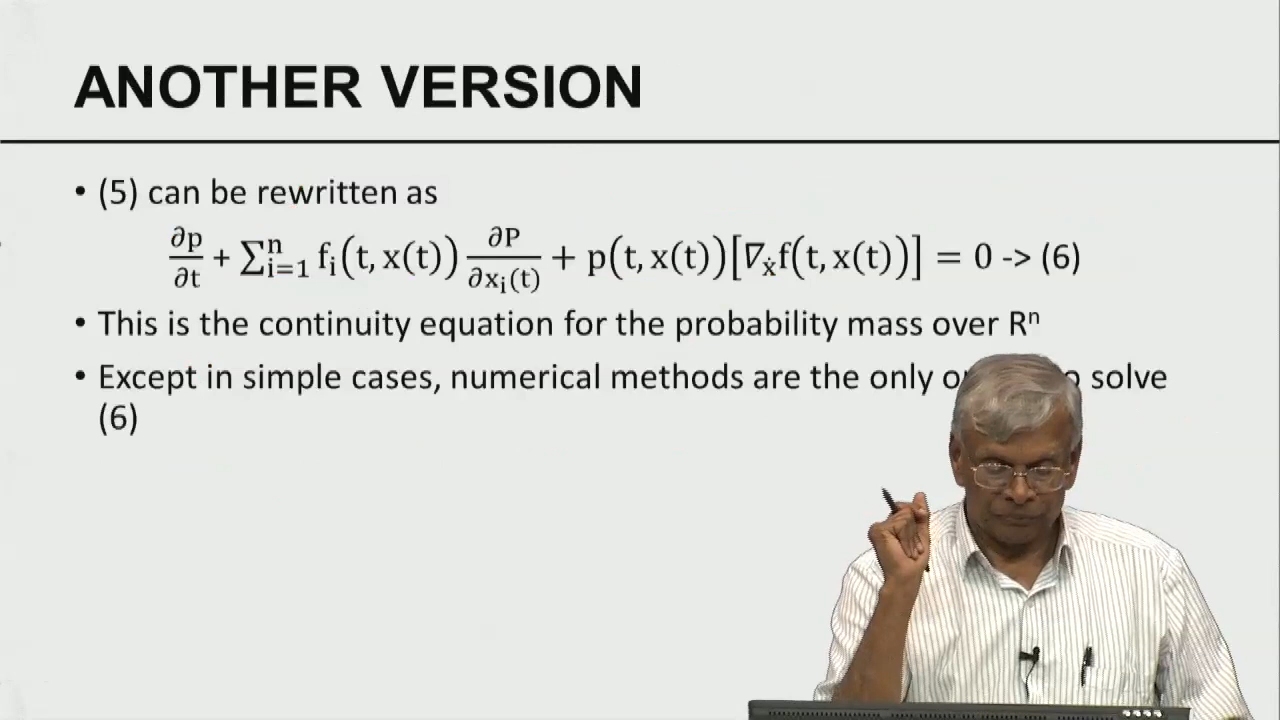 ANOTHER VERSION
• (5) can be rewritten as
∂p/∂t + ∑ⁿᵢ₌₁ fᵢ(t, x(t)) ∂P/∂xᵢ(t) + p(t, x(t))[∇ẋf(t, x(t))] = 0 -> (6)
• This is the continuity equation for the probability mass over Rⁿ
• Except in simple cases, numerical methods are the only solve
(6)